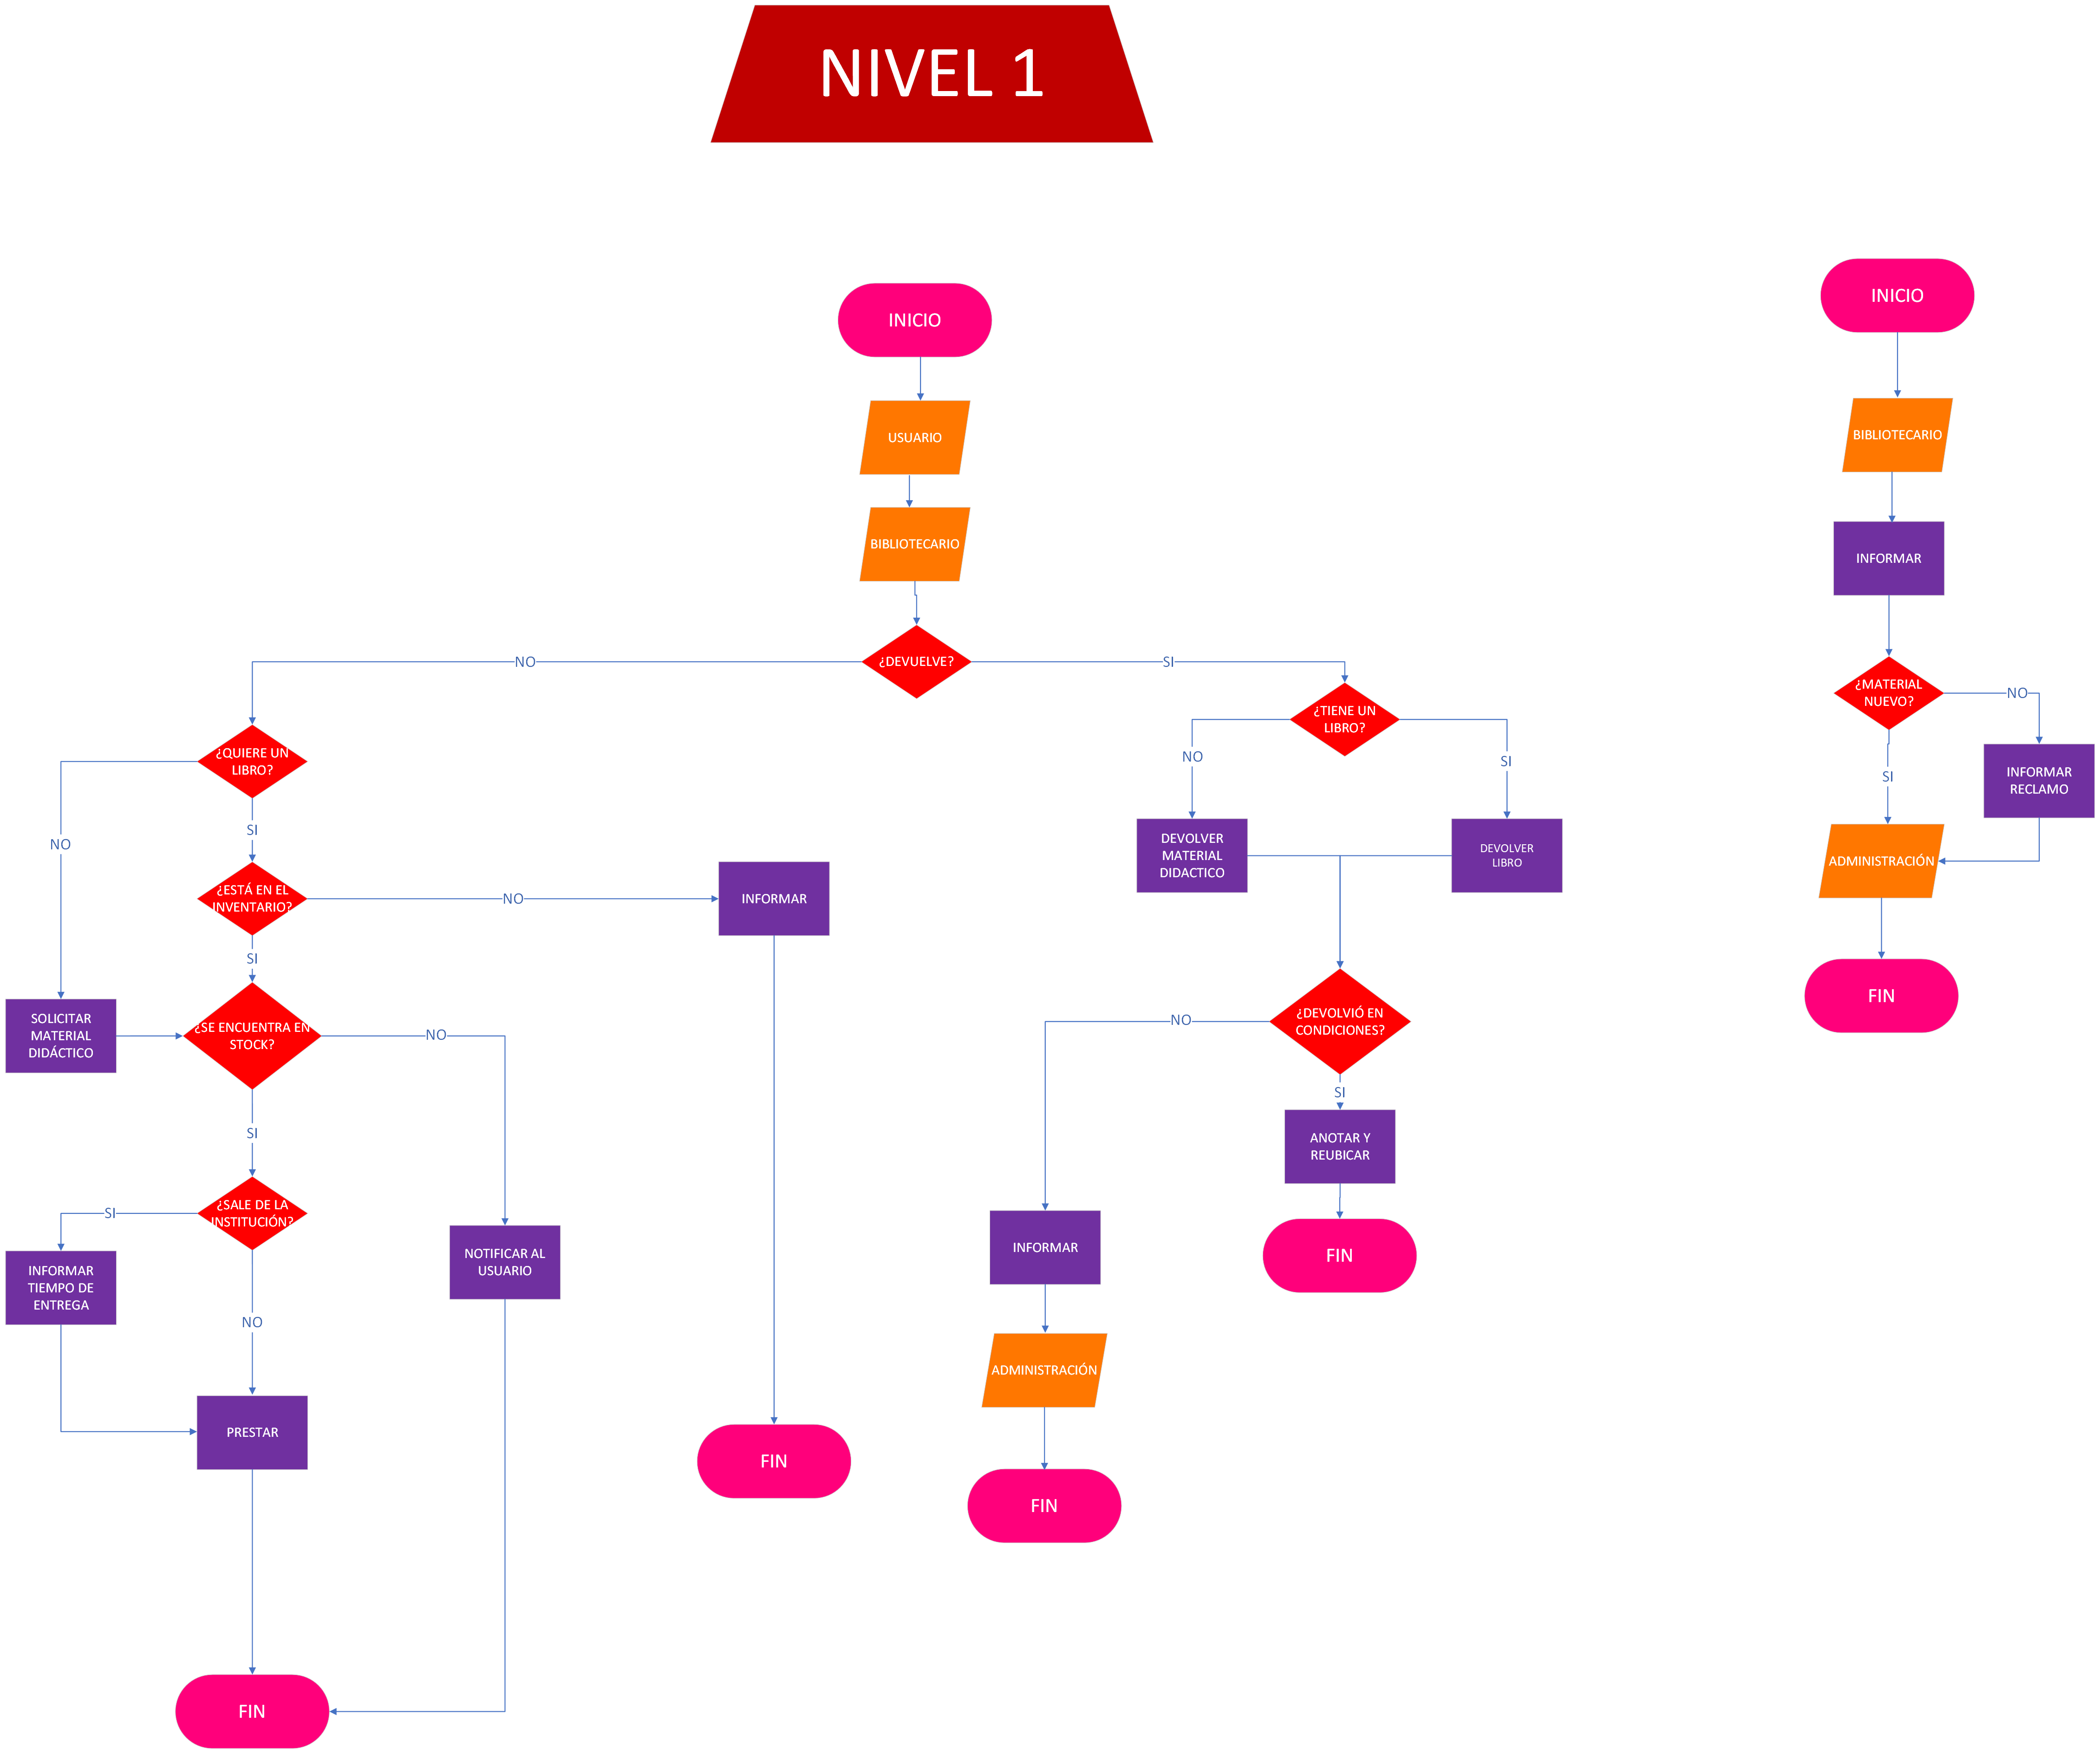 NIVEL 1
INICIO
USUARIO
BIBLIOTECARIO
¿DEVUELVE?
NO
SI
¿QUIERE UN
LIBRO?
NO
SI
¿ESTÁ EN EL
INVENTARIO?
NO
INFORMAR
SI
SOLICITAR
MATERIAL
DIDÁCTICO
¿SE ENCUENTRA EN
STOCK?
NO
SI
¿SALE DE LA
INSTITUCIÓN?
SI
NO
INFORMAR
TIEMPO DE
ENTREGA
NOTIFICAR AL
USUARIO
PRESTAR
FIN
FIN
¿TIENE UN
LIBRO?
NO
SI
DEVOLVER
MATERIAL
DIDACTICO
DEVOLVER
LIBRO
¿DEVOLVIÓ EN
CONDICIONES?
NO
SI
ANOTAR Y
REUBICAR
FIN
INFORMAR
ADMINISTRACIÓN
FIN
INICIO
BIBLIOTECARIO
INFORMAR
¿MATERIAL
NUEVO?
NO
SI
INFORMAR
RECLAMO
ADMINISTRACIÓN
FIN